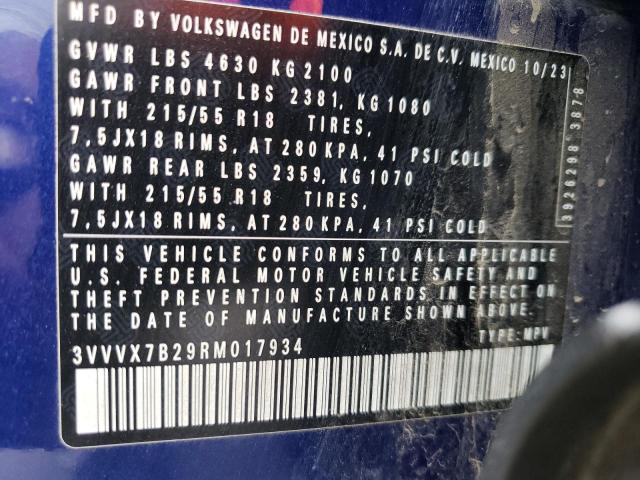 MFD BY VOLKSWAGEN DE MEXICO S.A. DE C.V. MEXICO 10/23
GVWR LBS 4630 KG 2100
GAWR FRONT LBS 2381, KG 1080
WITH 215/55 R18 TIRES,
7,5JX18 RIMS, AT 280 KPA, 41 PSI COLD
GAWR REAR LBS 2359, KG 1070
WITH 215/55 R18 TIRES,
7,5JX18 RIMS, AT 280 KPA, 41 PSI COLD
3926298 3878
THIS VEHICLE CONFORMS TO ALL APPLICABLE
U.S. FEDERAL MOTOR VEHICLE SAFETY AND
THEFT PREVENTION STANDARDS IN EFFECT ON
THE DATE OF MANUFACTURE SHOWN ABOVE.
TYPE: MPV
3VVVX7B29RM017934